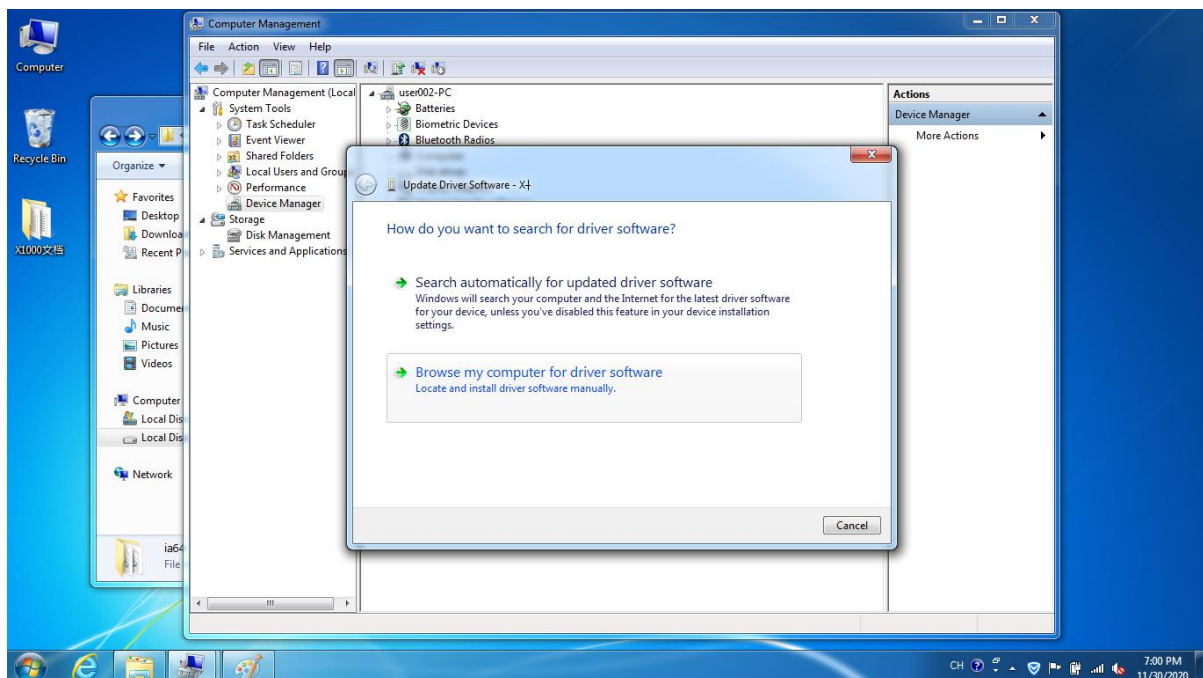 Computer
Recycle Bin
X1000文档
Computer Management
File Action View Help
Computer Management (Local
System Tools
Task Scheduler
Event Viewer
Shared Folders
Local Users and Group
Performance
Device Manager
Storage
Disk Management
Services and Applications
user002-PC
Batteries
Biometric Devices
Bluetooth Radios
Actions
Device Manager
More Actions
Organize
Favorites
Desktop
Downloa
Recent P
Libraries
Documen
Music
Pictures
Videos
Computer
Local Dis
Local Dis
Network
ia64
File
Update Driver Software - X
How do you want to search for driver software?
Search automatically for updated driver software
Windows will search your computer and the Internet for the latest driver software
for your device, unless you've disabled this feature in your device installation
settings.
Browse my computer for driver software
Locate and install driver software manually.
Cancel
CH
7:00 PM
11/30/2020